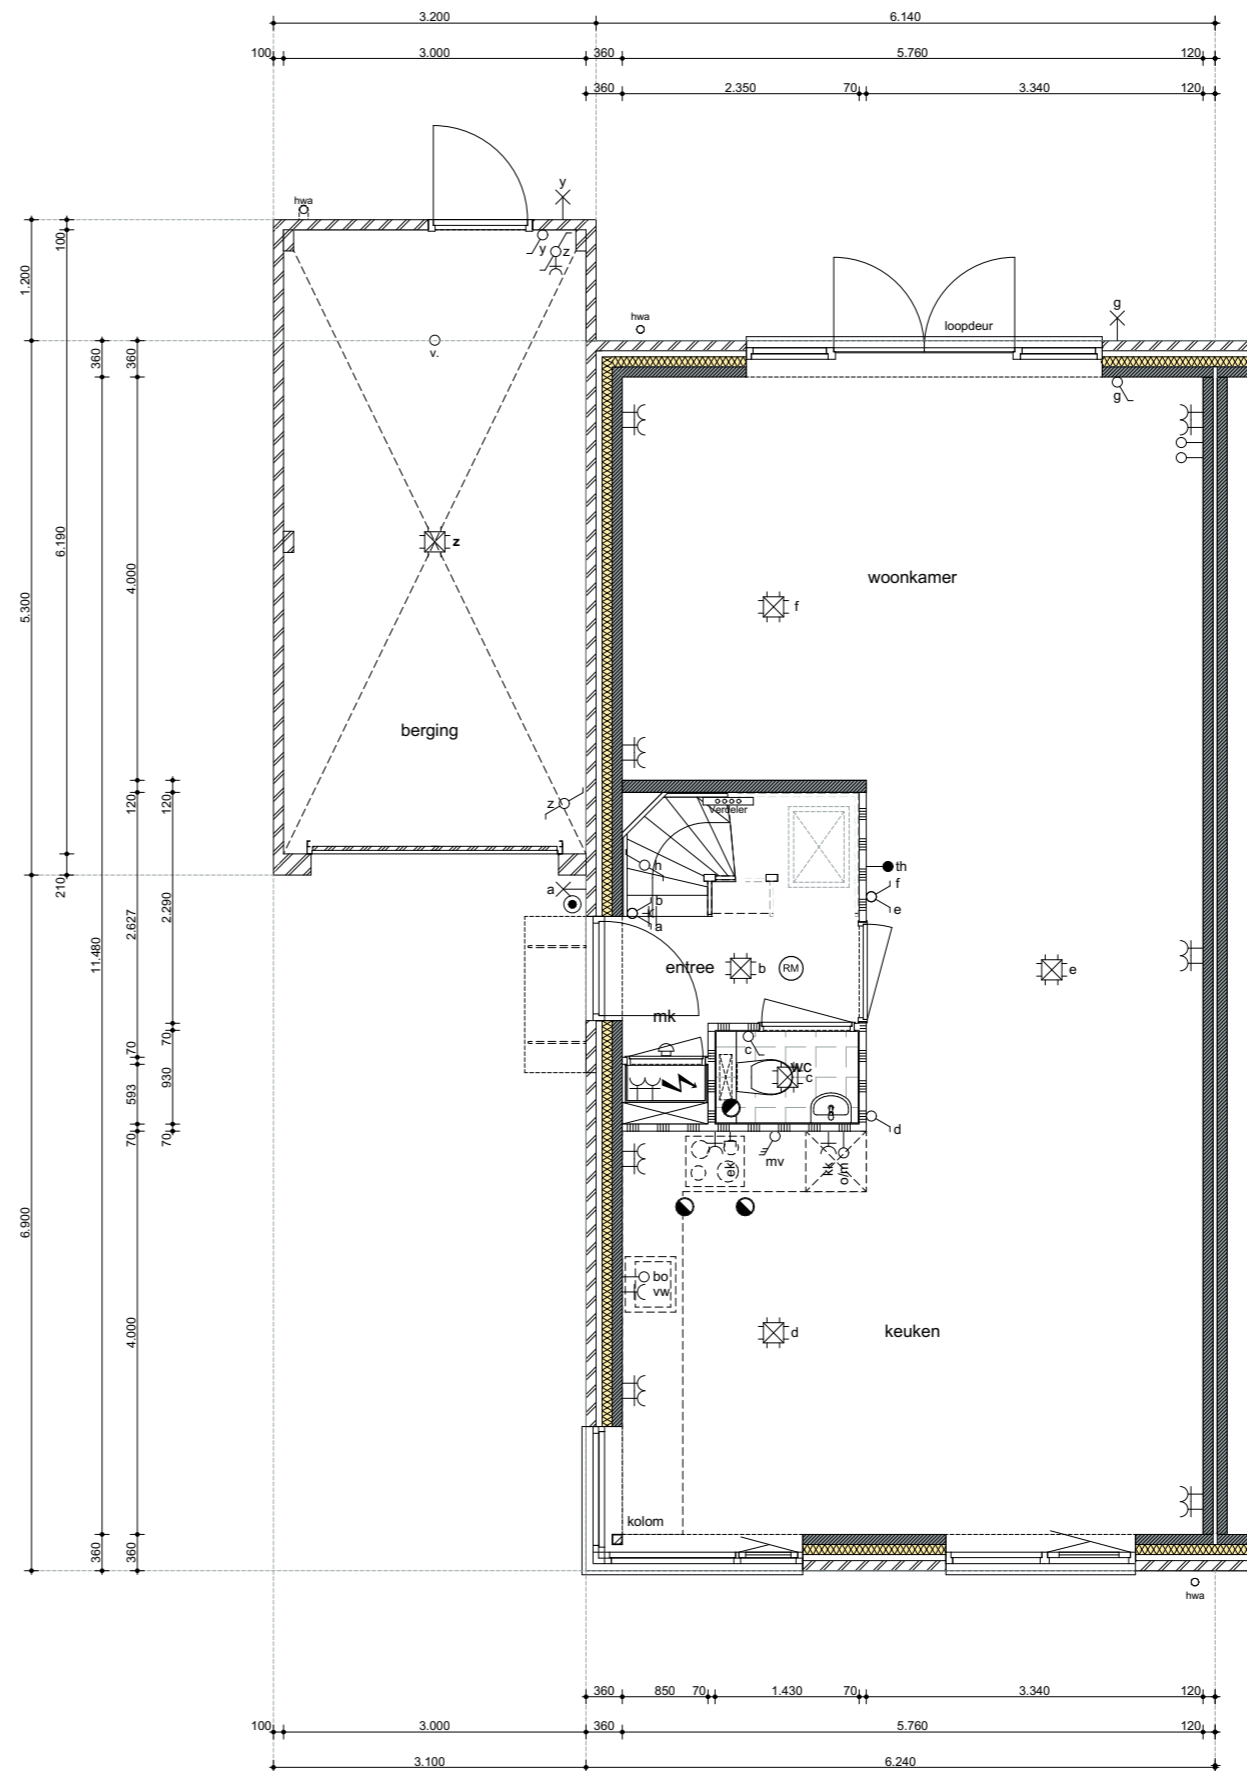 3.200 6.140
100 3.000 360 5.760 120
360 2.350 70 3.340 120
y
hwa
y z
1.200
100
v.
hwa
loopdeur
g
g
360 360
z
woonkamer
f
5.300
6.190
4.000
berging
z
120 120
Verdeler
h
th
f
e
210
a
b
a
2.627
2.290
11.480
entree b RM
e
mk
70 70
c
WC
c
593 930
70 70
d
ek
mv
kk
o/m
6.900
bo
vw
4.000
d
keuken
kolom
360 360
hwa
360 850 70 1.430 70 3.340 120
100 3.000 360 5.760 120
3.100 6.240